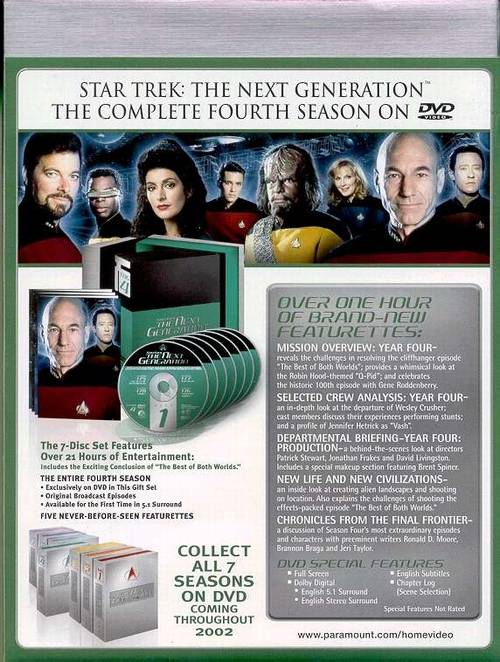 STAR TREK: THE NEXT GENERATION™
THE COMPLETE FOURTH SEASON ON DVD VIDEO
THE NEXT GENERATION
1
The 7-Disc Set Features
Over 21 Hours of Entertainment:
Includes the Exciting Conclusion of "The Best of Both Worlds."
THE ENTIRE FOURTH SEASON
• Exclusively on DVD in This Gift Set
• Original Broadcast Episodes
• Available for the First Time in 5.1 Surround
FIVE NEVER-BEFORE-SEEN FEATURETTES
COLLECT
ALL 7
SEASONS
ON DVD
COMING
THROUGHOUT
2002
OVER ONE HOUR
OF BRAND-NEW
FEATURETTES:
MISSION OVERVIEW: YEAR FOUR–
reveals the challenges in resolving the cliffhanger episode
"The Best of Both Worlds"; provides a whimsical look at
the Robin Hood-themed "Q-Pid"; and celebrates
the historic 100th episode with Gene Roddenberry.
SELECTED CREW ANALYSIS: YEAR FOUR–
an in-depth look at the departure of Wesley Crusher;
cast members discuss their experiences performing stunts;
and a profile of Jennifer Hetrick as "Vash".
DEPARTMENTAL BRIEFING–YEAR FOUR:
PRODUCTION–a behind-the-scenes look at directors
Patrick Stewart, Jonathan Frakes and David Livingston.
Includes a special makeup section featuring Brent Spiner.
NEW LIFE AND NEW CIVILIZATIONS–
an inside look at creating alien landscapes and shooting
on location. Also explains the challenges of shooting the
effects-packed episode "The Best of Both Worlds."
CHRONICLES FROM THE FINAL FRONTIER–
a discussion of Season Four's most extraordinary episodes
and characters with preeminent writers Ronald D. Moore,
Brannon Braga and Jeri Taylor.
DVD SPECIAL FEATURES
Full Screen
Dolby Digital
• English 5.1 Surround
• English Stereo Surround
English Subtitles
Chapter Log
(Scene Selection)
Special Features Not Rated
www.paramount.com/homevideo